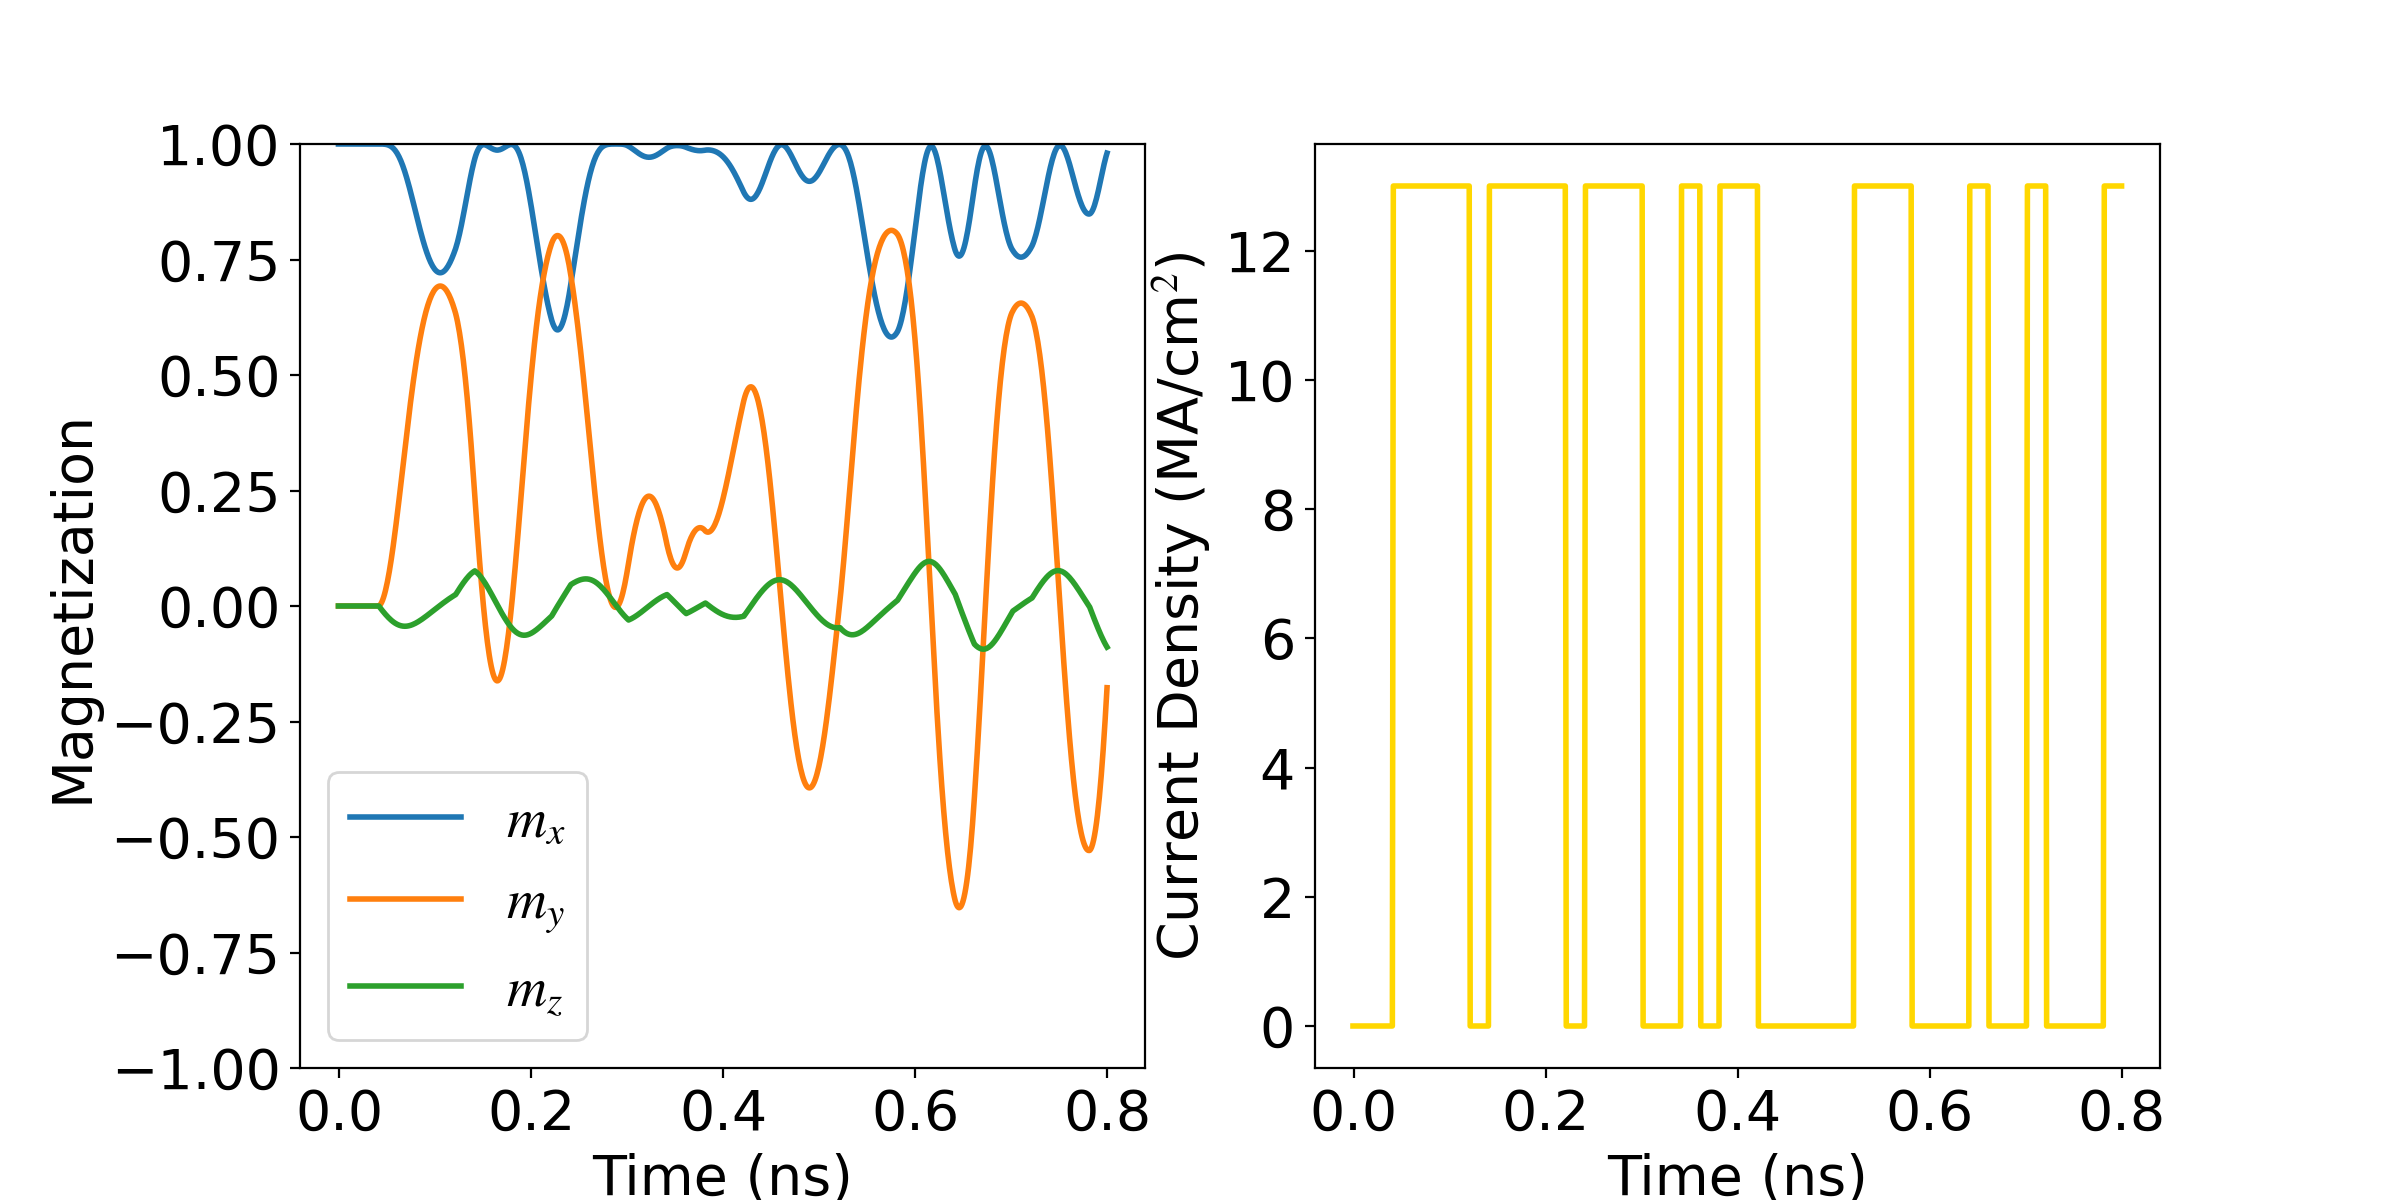 1.00
0.75
0.50
0.25
0.00
−0.25
−0.50
−0.75
−1.00
Magnetization
m_x
m_y
m_z
0.0 0.2 0.4 0.6 0.8
Time (ns)
Current Density (MA/cm²)
12
10
8
6
4
2
0
0.0 0.2 0.4 0.6 0.8
Time (ns)